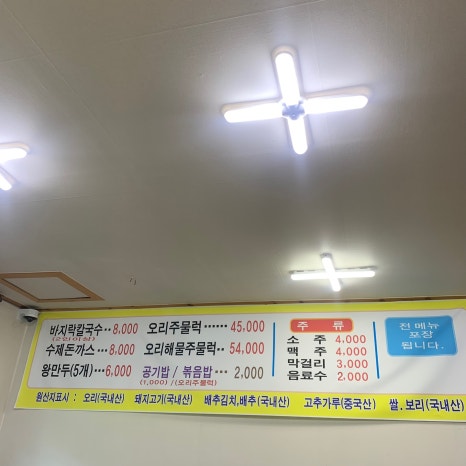 바지락칼국수··8,000
(2인이상)
수제돈까스···8,000
왕만두(5개)···6,000
오리주물럭······45,000
오리해물주물럭··54,000
공기밥 / 볶음밥··· 2,000
(1,000) /(오리주물럭)
주 류
소 주 4,000
맥 주 4,000
막걸리 3,000
음료수 2,000
전 메뉴
포장
됩니다.
원산지표시 : 오리(국내산) 돼지고기(국내산) 배추김치,배추(국내산) 고추가루(중국산) 쌀.보리(국내산)